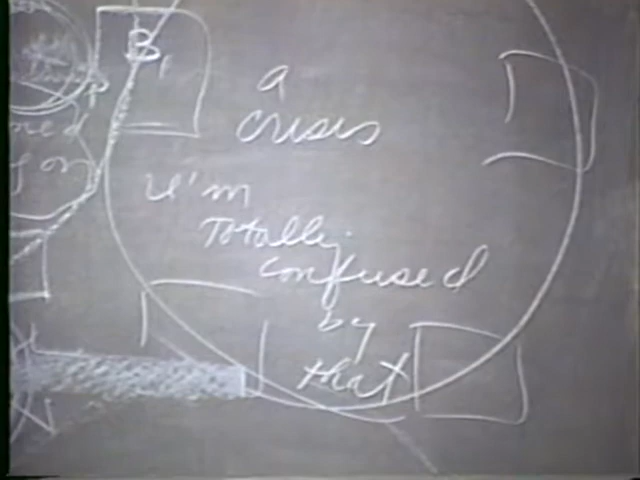 B1
a
crisis
I'm
Totally
confused
by
that